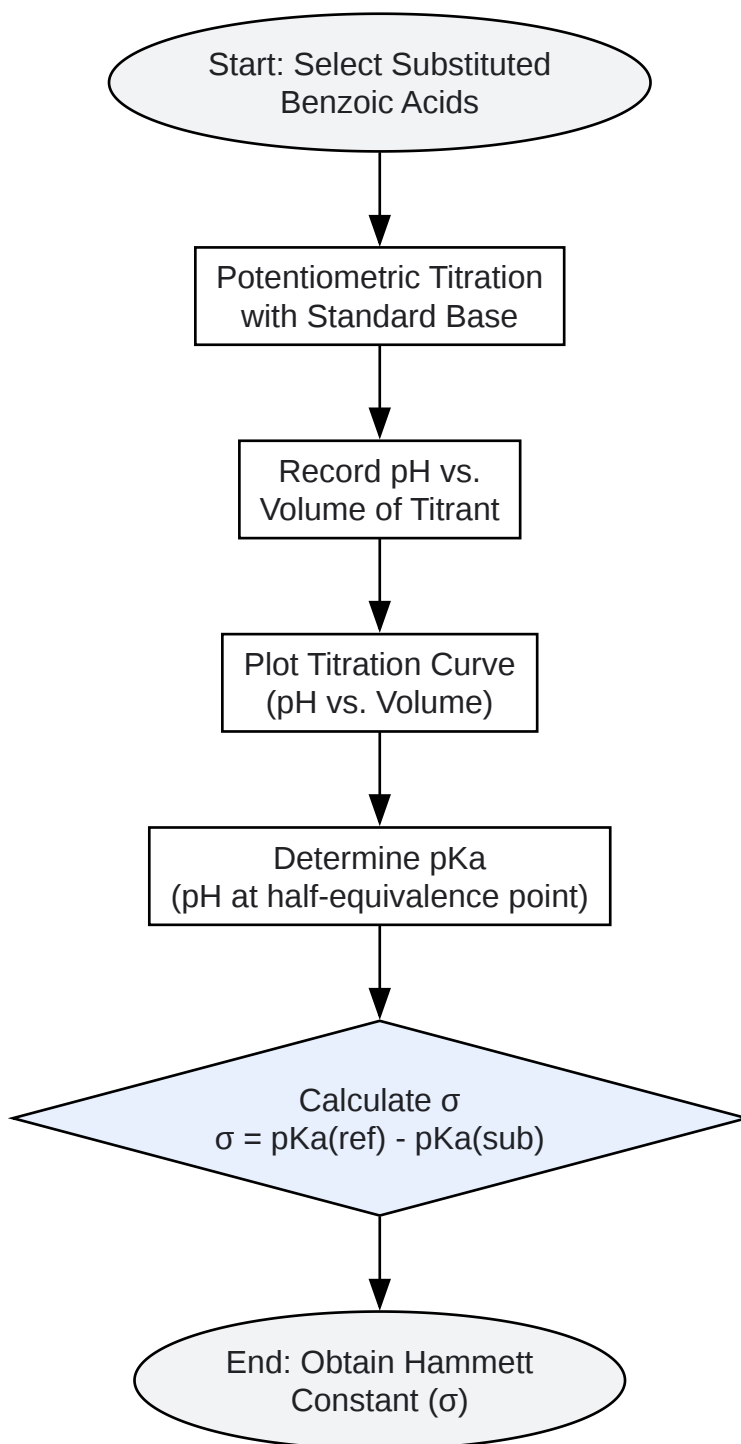 Start: Select Substituted
Benzoic Acids
Potentiometric Titration
with Standard Base
Record pH vs.
Volume of Titrant
Plot Titration Curve
(pH vs. Volume)
Determine pKa
(pH at half-equivalence point)
Calculate σ
σ = pKa(ref) - pKa(sub)
End: Obtain Hammett
Constant (σ)